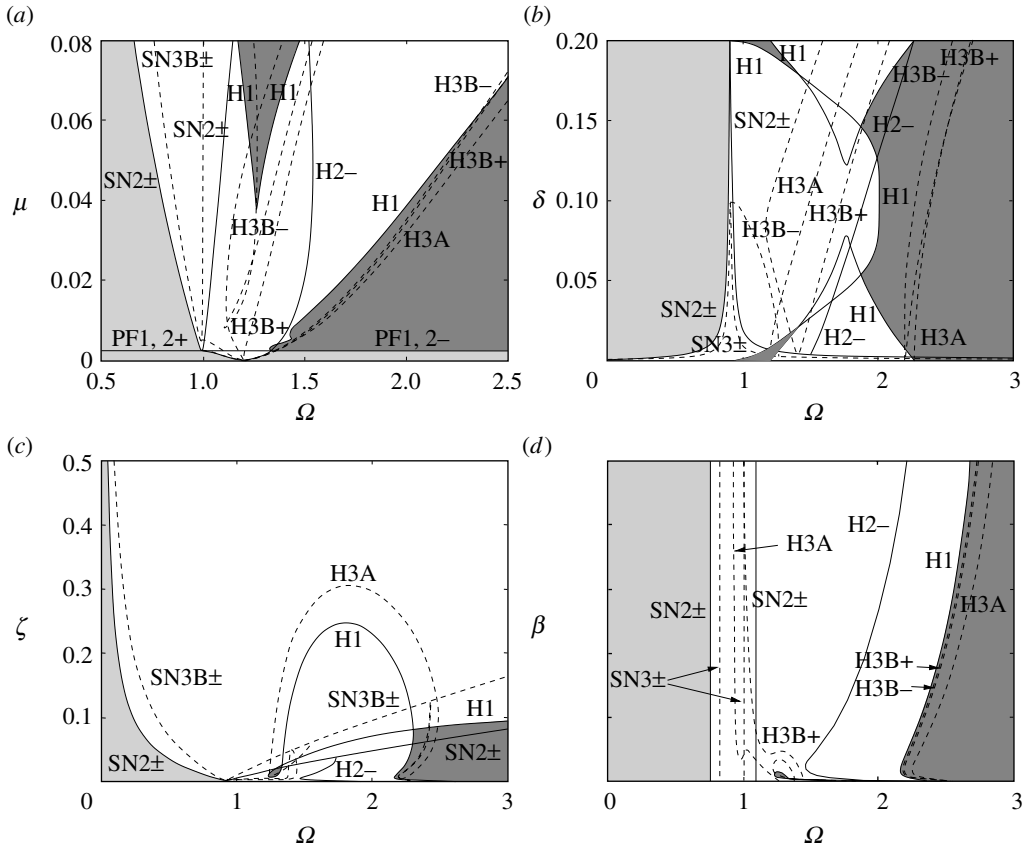 (a)
0.08
0.06
0.04
0.02
0
μ
SN3B±
SN2±
SN2±
H1
H1
H2−
H3B−
H3B+
H1
H3A
H3B−
H3B+
PF1, 2+
PF1, 2−
0.5
1.0
1.5
2.0
2.5
Ω
(b)
0.20
0.15
0.10
0.05
0
δ
H1
H1
SN2±
H3B−
H3B+
H2−
H3A
H3B+
H3B−
H1
SN2±
SN3±
H1
H2−
H3A
0
1
2
3
Ω
(c)
0.5
0.4
0.3
0.2
0.1
0
ζ
H3A
H1
SN3B±
SN3B±
H1
SN2±
SN2±
H2−
0
1
2
3
Ω
(d)
β
H2−
H3A
H1
SN2±
SN2±
H3A
SN3±
H3B+
H3B−
H3B+
0
1
2
3
Ω